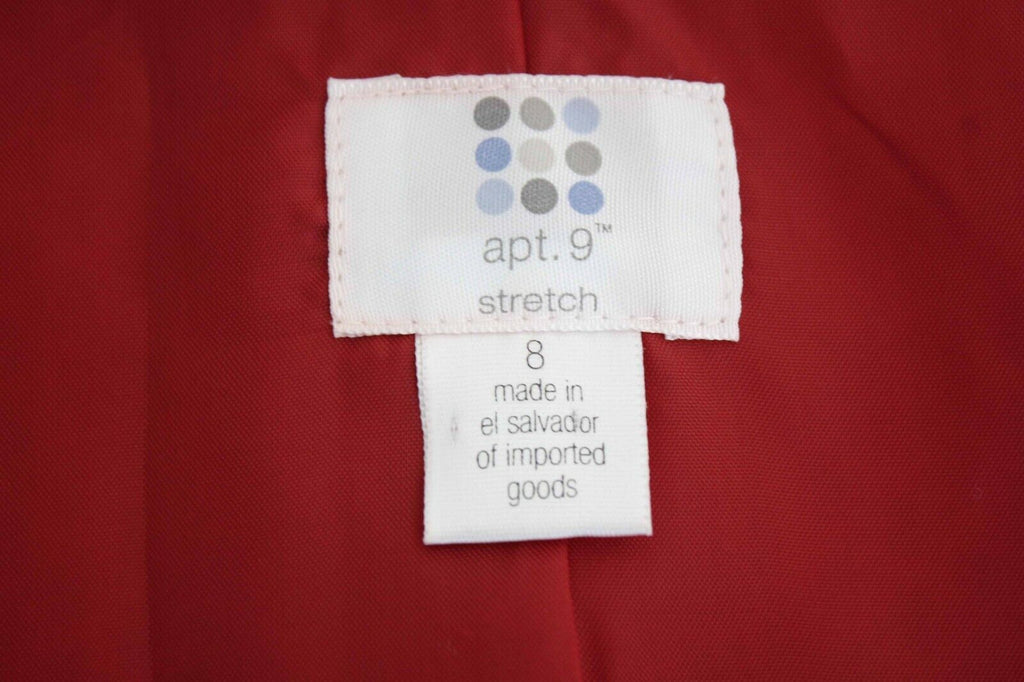 apt. 9™
stretch
8
made in
el salvador
of imported
goods